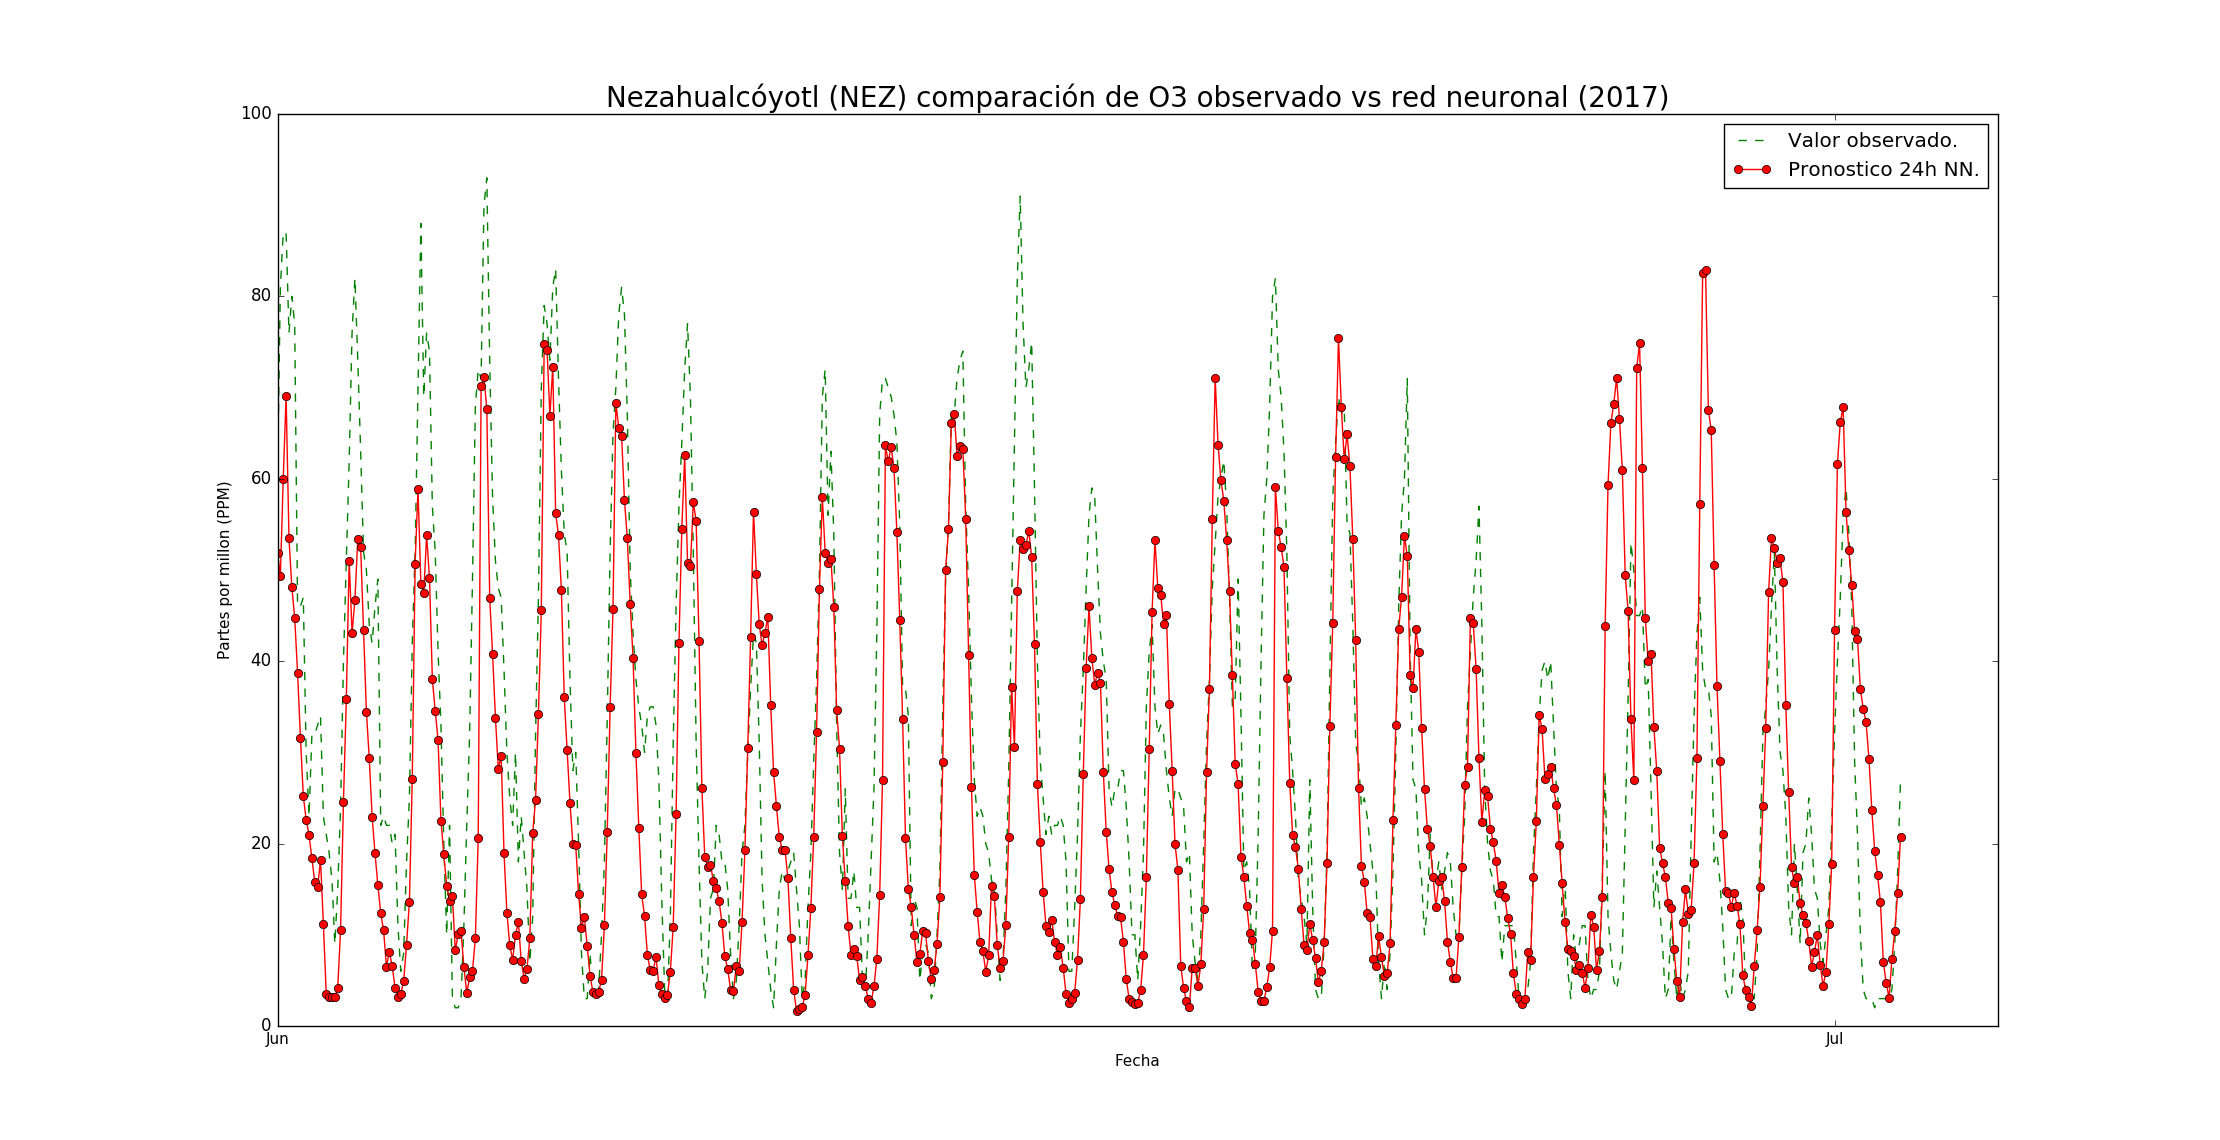 Nezahualcóyotl (NEZ) comparación de O3 observado vs red neuronal (2017)
Valor observado.
Pronostico 24h NN.
100
80
60
40
20
0
Partes por millon (PPM)
Jun
Jul
Fecha